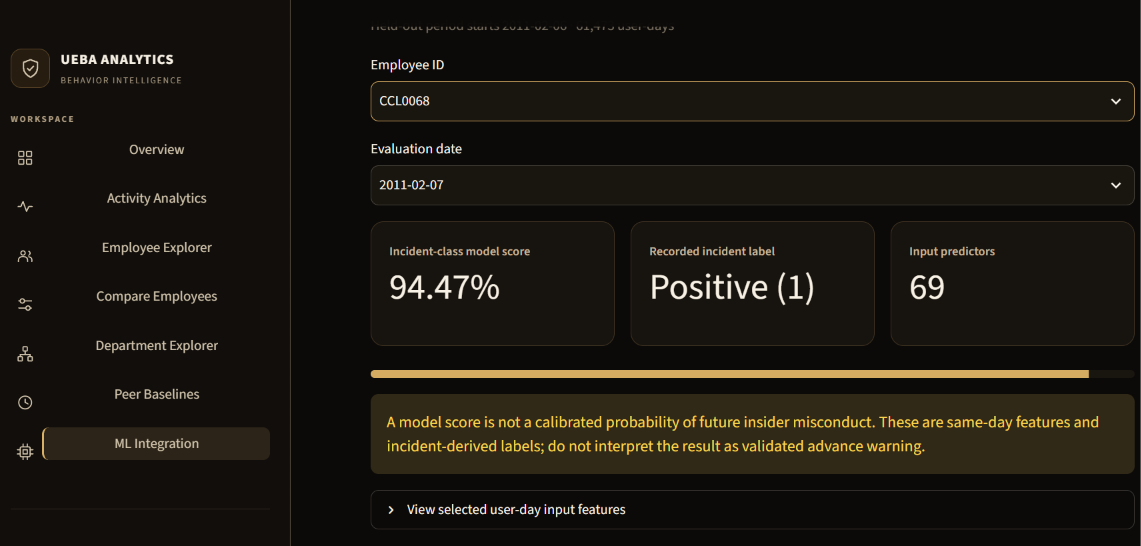 UEBA ANALYTICS
BEHAVIOR INTELLIGENCE
WORKSPACE
Overview
Activity Analytics
Employee Explorer
Compare Employees
Department Explorer
Peer Baselines
ML Integration
Employee ID
CCL0068
Evaluation date
2011-02-07
Incident-class model score
94.47%
Recorded incident label
Positive (1)
Input predictors
69
A model score is not a calibrated probability of future insider misconduct. These are same-day features and
incident-derived labels; do not interpret the result as validated advance warning.
View selected user-day input features